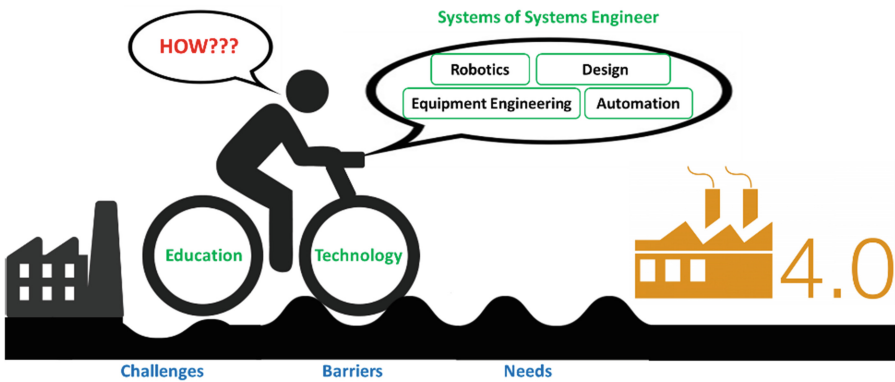 Systems of Systems Engineer
HOW???
Robotics
Design
Equipment Engineering
Automation
Education
Technology
4.0
Challenges
Barriers
Needs